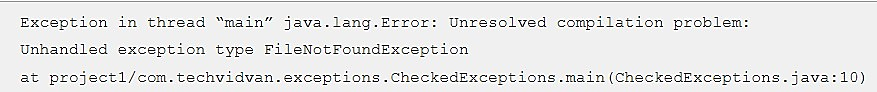 Exception in thread “main” java.lang.Error: Unresolved compilation problem:
Unhandled exception type FileNotFoundException
at project1/com.techvidvan.exceptions.CheckedExceptions.main(CheckedExceptions.java:10)